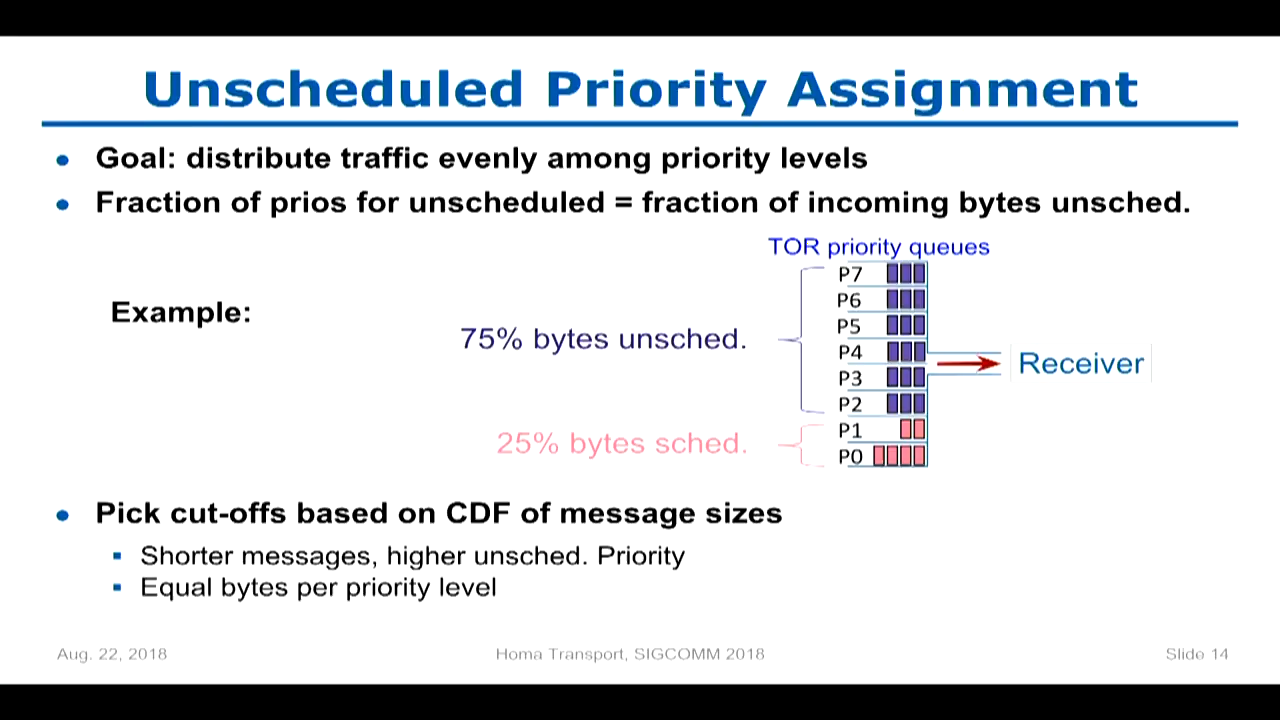 Unscheduled Priority Assignment
Goal: distribute traffic evenly among priority levels
Fraction of prios for unscheduled = fraction of incoming bytes unsched.
TOR priority queues
Example:
75% bytes unsched.
25% bytes sched.
P7
P6
P5
P4
P3
P2
P1
P0
Receiver
Pick cut-offs based on CDF of message sizes
Shorter messages, higher unsched. Priority
Equal bytes per priority level
Aug. 22, 2018
Homa Transport, SIGCOMM 2018
Slide 14